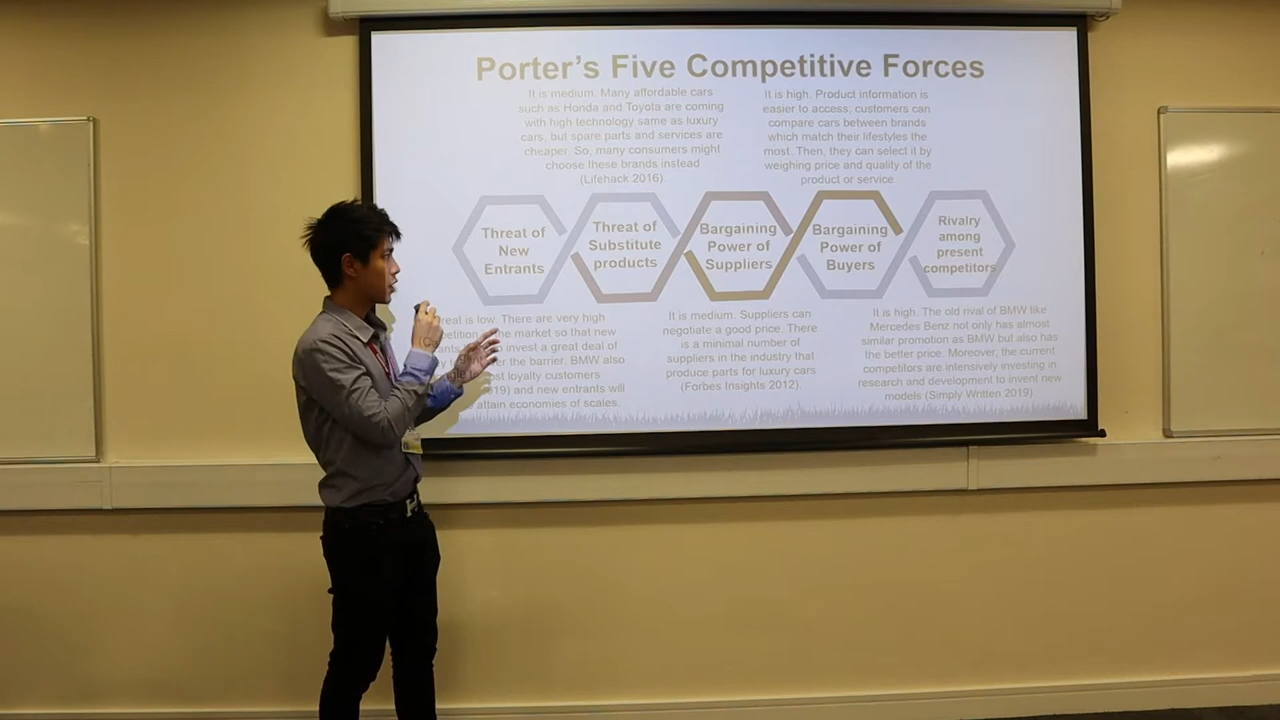 Porter's Five Competitive Forces
It is medium. Many affordable cars
such as Honda and Toyota are coming
with high technology same as luxury
cars, but spare parts and services are
cheaper. So, many consumers might
choose these brands instead
(Lifehack 2016).
It is high. Product information is
easier to access, customers can
compare cars between brands
which match their lifestyles the
most. Then, they can select it by
weighing price and quality of the
product or service.
Threat of
New
Entrants
Threat of
Substitute
products
Bargaining
Power of
Suppliers
Bargaining
Power of
Buyers
Rivalry
among
present
competitors
is low. There are very high
the market so that new
invest a great deal of
the barrier. BMW also
loyalty customers
and new entrants will
attain economies of scales.
It is medium. Suppliers can
negotiate a good price. There
is a minimal number of
suppliers in the industry that
produce parts for luxury cars
(Forbes Insights 2012).
It is high. The old rival of BMW like
Mercedes Benz not only has almost
similar promotion as BMW but also has
the better price. Moreover, the current
competitors are intensively investing in
research and development to invent new
models (Simply Written 2019)